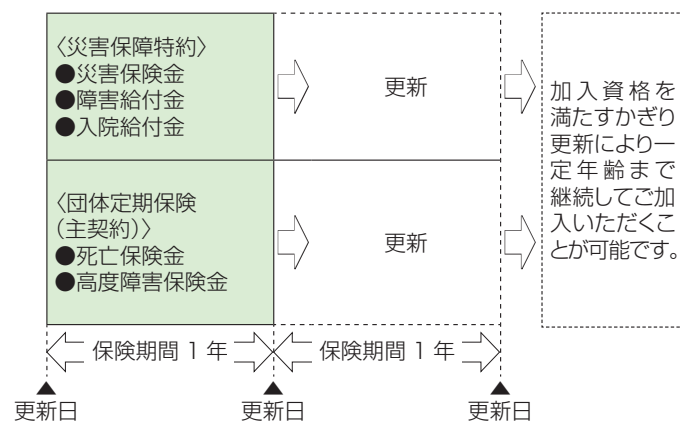 〈災害保障特約〉
●災害保険金
●障害給付金
●入院給付金
更新
〈団体定期保険
(主契約)〉
●死亡保険金
●高度障害保険金
更新
加入資格を
満たすかぎり
更新により一
定年齢まで
継続してご加
入いただくこ
とが可能です。
保険期間 1 年
保険期間 1 年
更新日
更新日
更新日